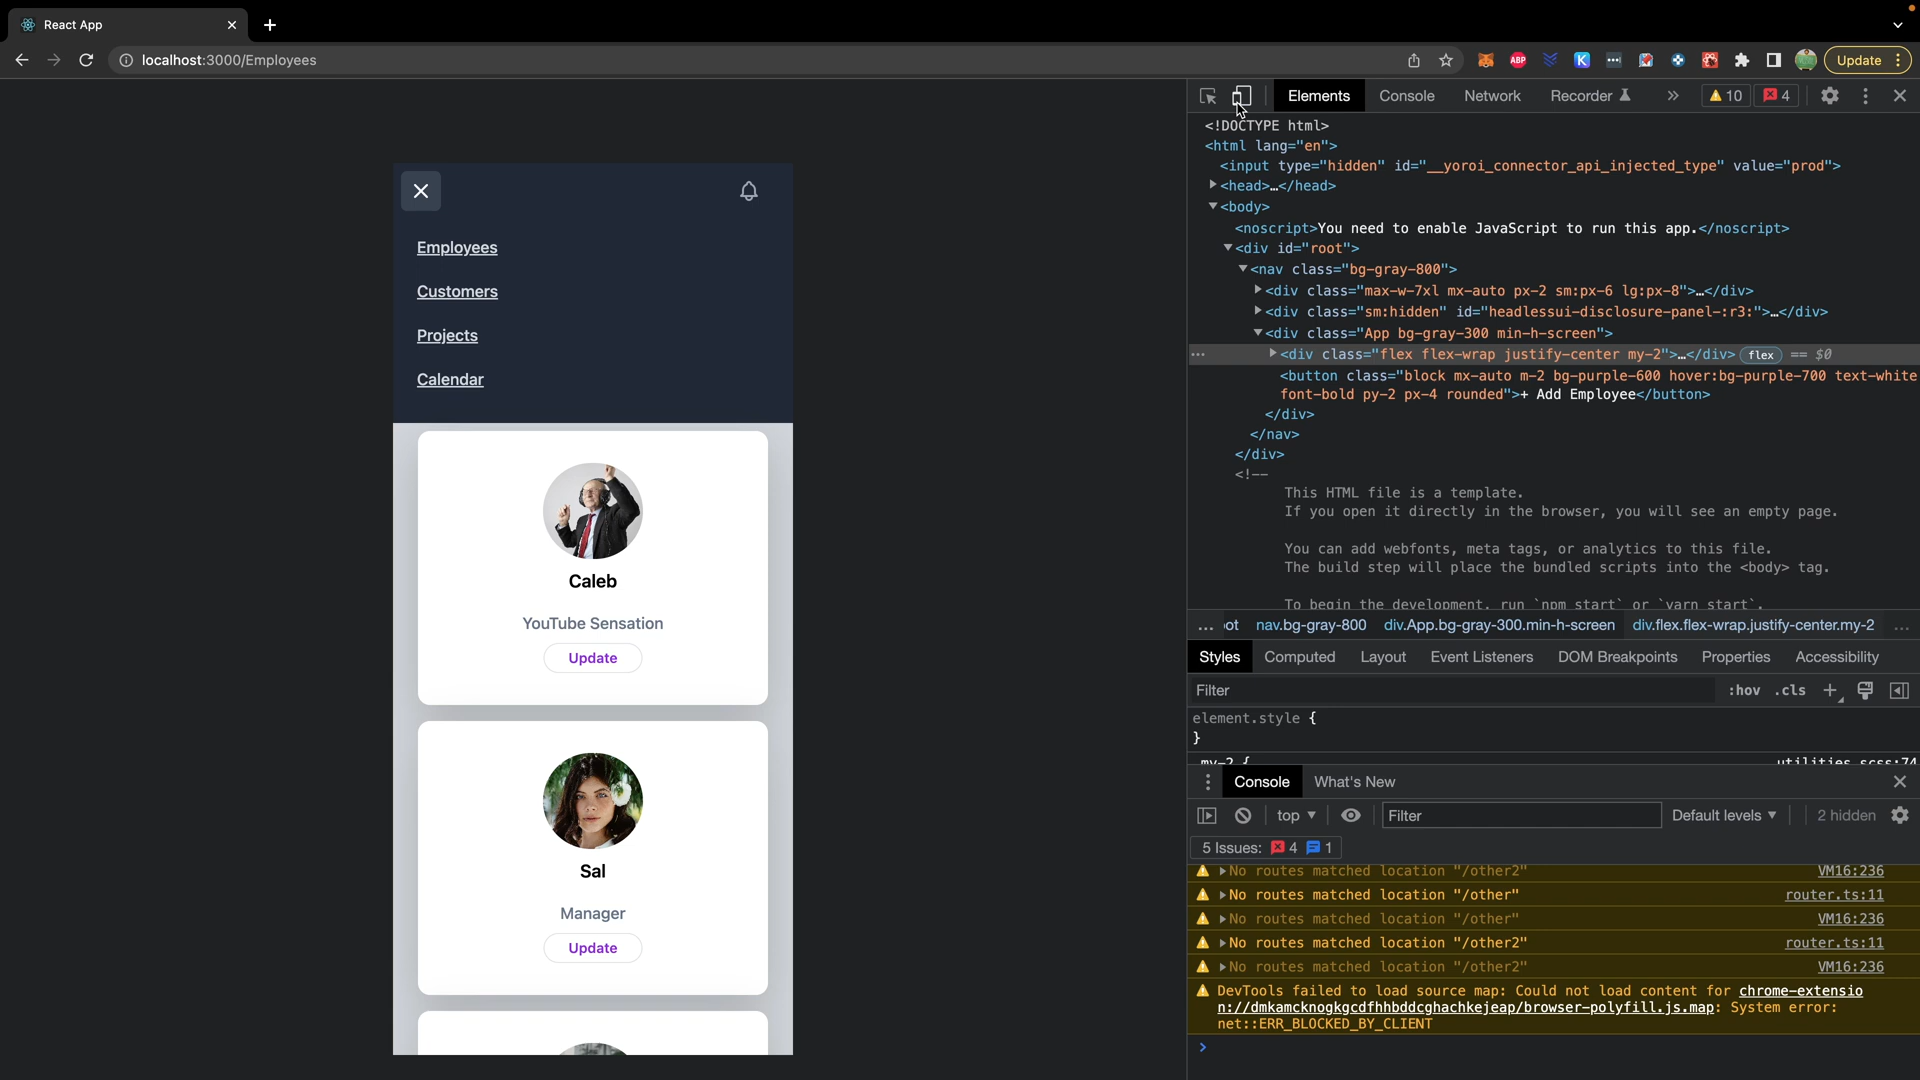 React App
localhost:3000/Employees
ABP
K
Update
Elements
Console
Network
Recorder
10
4
<!DOCTYPE html>
<html lang="en">
<input type="hidden" id="__yoroi_connector_api_injected_type" value="prod">
<head>…</head>
<body>
<noscript>You need to enable JavaScript to run this app.</noscript>
<div id="root">
<nav class="bg-gray-800">
<div class="max-w-7xl mx-auto px-2 sm:px-6 lg:px-8">…</div>
<div class="sm:hidden" id="headlessui-disclosure-panel-:r3:">…</div>
<div class="App bg-gray-300 min-h-screen">
<div class="flex flex-wrap justify-center my-2">…</div> flex == $0
<button class="block mx-auto m-2 bg-purple-600 hover:bg-purple-700 text-white
font-bold py-2 px-4 rounded">+ Add Employee</button>
</div>
</nav>
</div>
<!--
This HTML file is a template.
If you open it directly in the browser, you will see an empty page.
You can add webfonts, meta tags, or analytics to this file.
The build step will place the bundled scripts into the <body> tag.
To begin the development, run `npm start` or `yarn start`.
... ot nav.bg-gray-800 div.App.bg-gray-300.min-h-screen div.flex.flex-wrap.justify-center.my-2 ...
Styles
Computed
Layout
Event Listeners
DOM Breakpoints
Properties
Accessibility
Filter
:hov .cls
element.style {
}
.my-2 {
utilities.scss:74
Console
What's New
top
Filter
Default levels
2 hidden
5 Issues: 4 1
No routes matched location "/other2" VM16:236
No routes matched location "/other" router.ts:11
No routes matched location "/other" VM16:236
No routes matched location "/other2" router.ts:11
No routes matched location "/other2" VM16:236
DevTools failed to load source map: Could not load content for chrome-extensio
n://dmkamcknogkgcdfhhbddcghachkejeap/browser-polyfill.js.map: System error:
net::ERR_BLOCKED_BY_CLIENT
Employees
Customers
Projects
Calendar
Caleb
YouTube Sensation
Update
Sal
Manager
Update